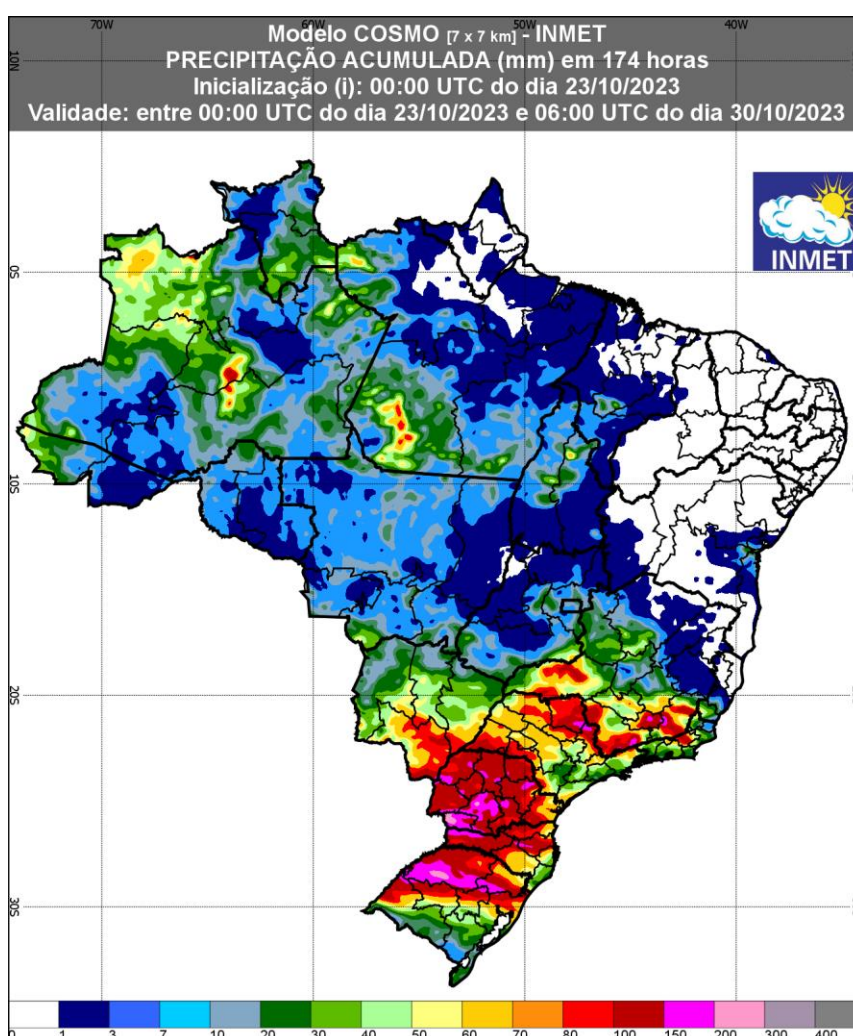 70W 60W 50W 40W
Modelo COSMO [7 x 7 km] - INMET
PRECIPITAÇÃO ACUMULADA (mm) em 174 horas
Inicialização (i): 00:00 UTC do dia 23/10/2023
Validade: entre 00:00 UTC do dia 23/10/2023 e 06:00 UTC do dia 30/10/2023
10N
INMET
0S
10S
20S
30S
0 1 3 7 10 20 30 40 50 60 70 80 100 150 200 300 400